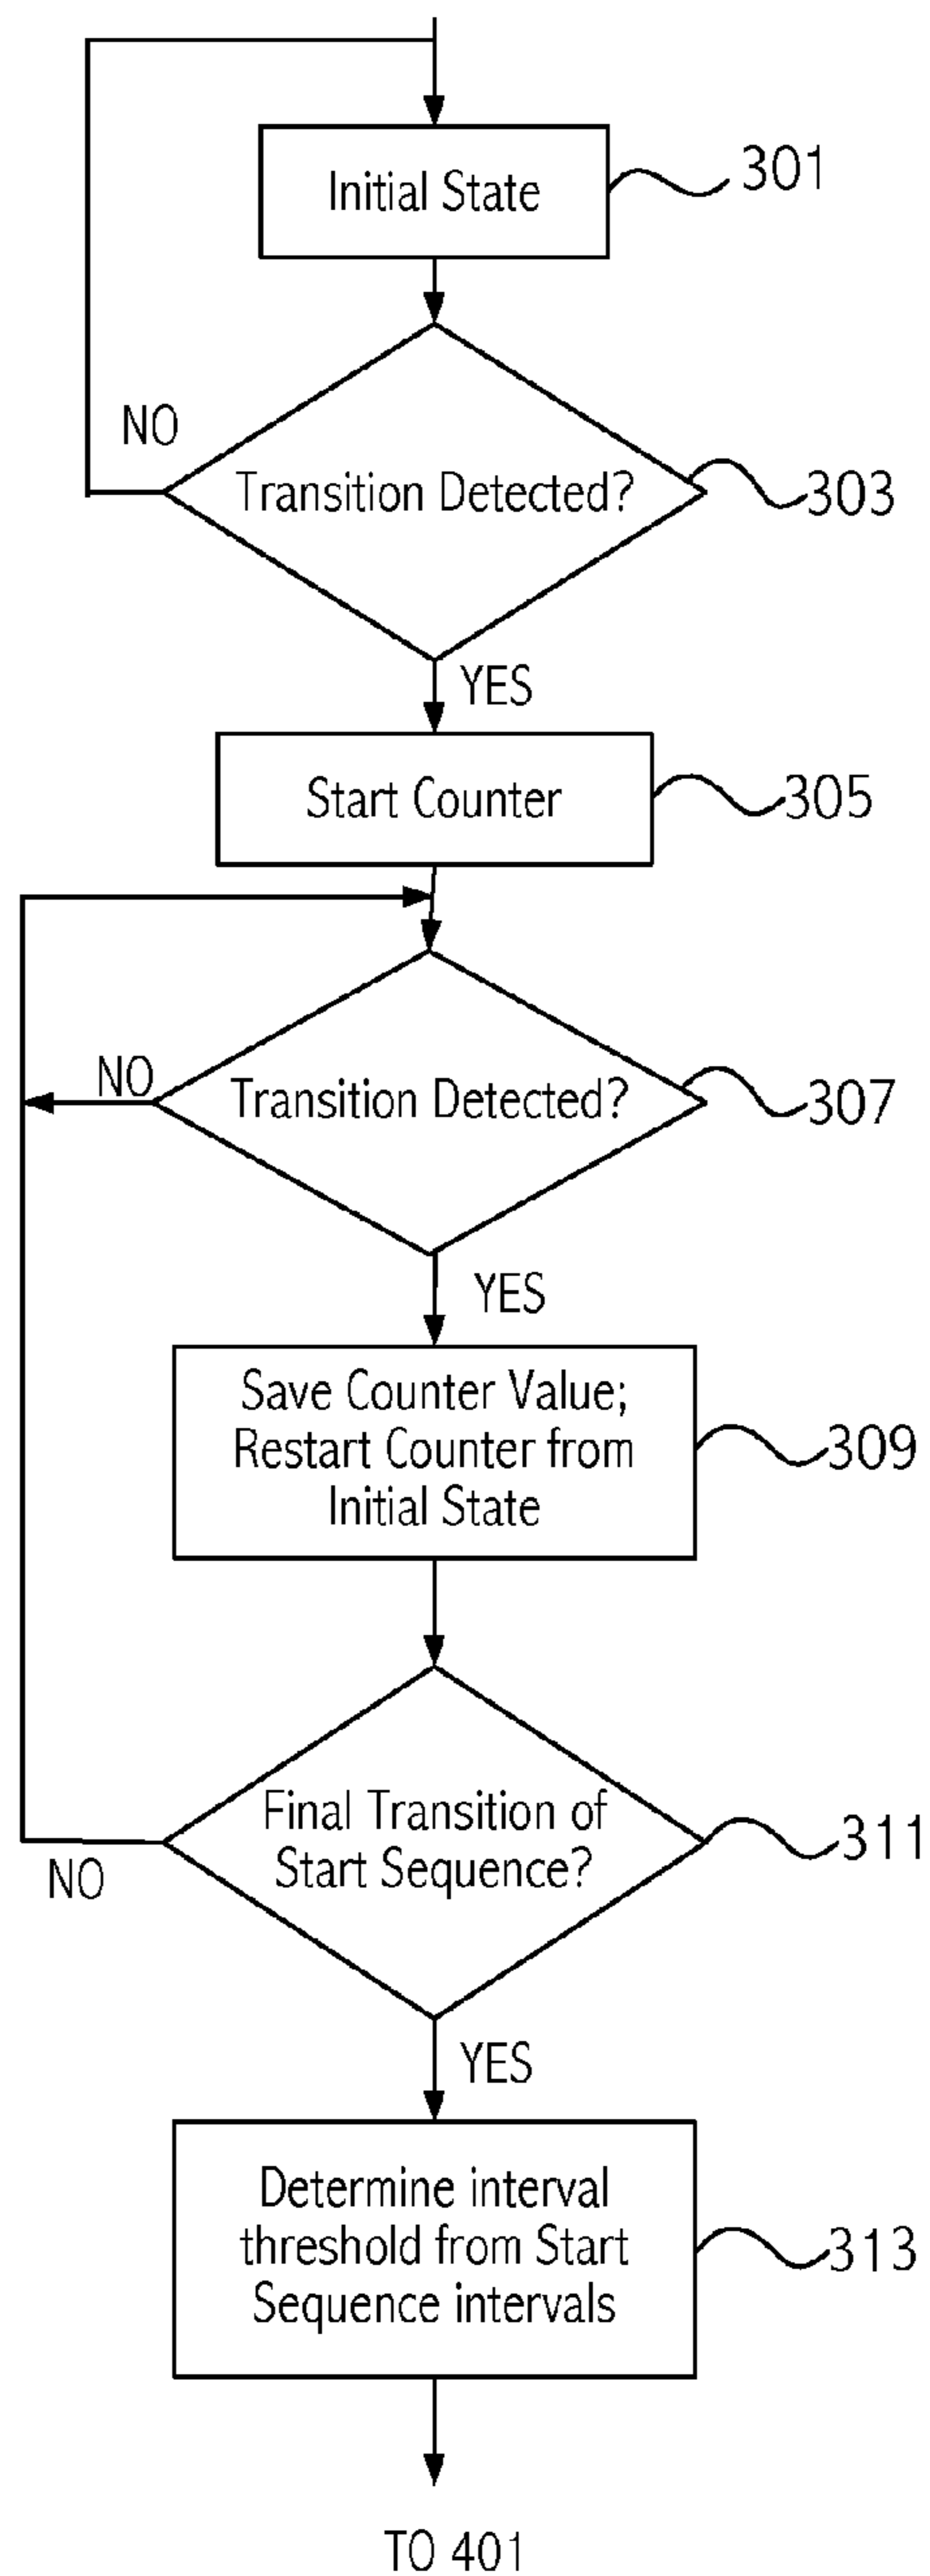 Initial State
301
NO
Transition Detected?
303
YES
Start Counter
305
NO
Transition Detected?
307
YES
Save Counter Value;
Restart Counter from
Initial State
309
Final Transition of
Start Sequence?
311
NO
YES
Determine interval
threshold from Start
Sequence intervals
313
TO 401